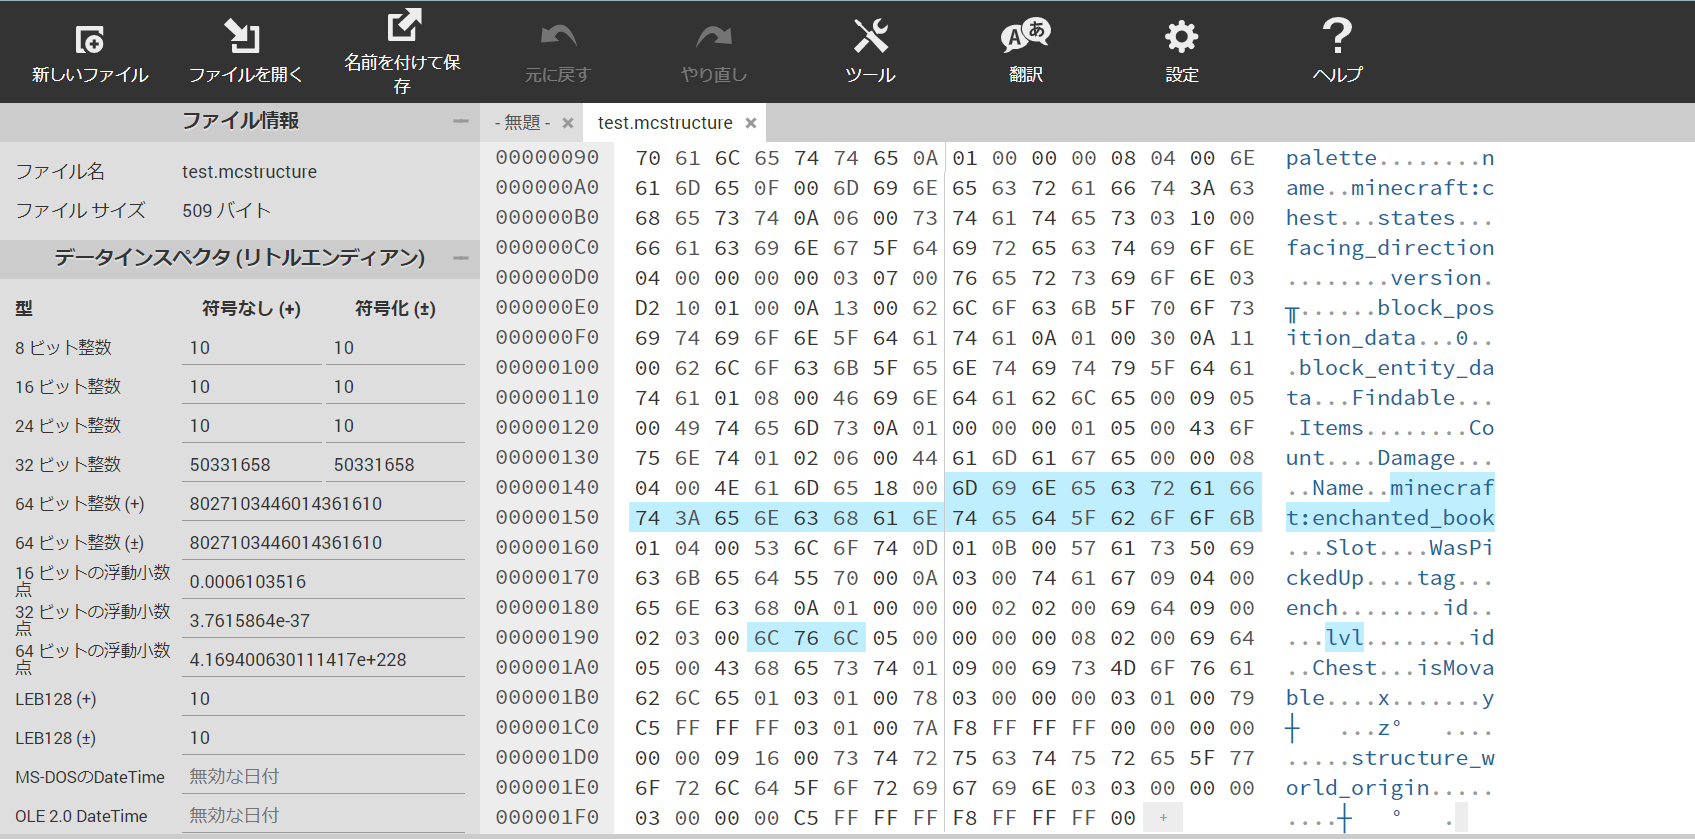 新しいファイル
ファイルを開く
名前を付けて保存
元に戻す
やり直し
ツール
翻訳
設定
ヘルプ
ファイル情報
ファイル名 test.mcstructure
ファイル サイズ 509 バイト
データインスペクタ (リトルエンディアン)
型 符号なし (+) 符号化 (±)
8 ビット整数 10 10
16 ビット整数 10 10
24 ビット整数 10 10
32 ビット整数 50331658 50331658
64 ビット整数 (+) 8027103446014361610
64 ビット整数 (±) 8027103446014361610
16 ビットの浮動小数点 0.0006103516
32 ビットの浮動小数点 3.7615864e-37
64 ビットの浮動小数点 4.169400630111417e+228
LEB128 (+) 10
LEB128 (±) 10
MS-DOSのDateTime 無効な日付
OLE 2.0 DateTime 無効な日付
- 無題 - ×
test.mcstructure ×
00000090 70 61 6C 65 74 74 65 0A 01 00 00 00 08 04 00 6E palette........n
000000A0 61 6D 65 0F 00 6D 69 6E 65 63 72 61 66 74 3A 63 ame..minecraft:c
000000B0 68 65 73 74 0A 06 00 73 74 61 74 65 73 03 10 00 hest...states...
000000C0 66 61 63 69 6E 67 5F 64 69 72 65 63 74 69 6F 6E facing_direction
000000D0 04 00 00 00 00 03 07 00 76 65 72 73 69 6F 6E 03 ........version.
000000E0 D2 10 01 00 0A 13 00 62 6C 6F 63 6B 5F 70 6F 73 ╥......block_pos
000000F0 69 74 69 6F 6E 5F 64 61 74 61 0A 01 00 30 0A 11 ition_data...0..
00000100 00 62 6C 6F 63 6B 5F 65 6E 74 69 74 79 5F 64 61 .block_entity_da
00000110 74 61 01 08 00 46 69 6E 64 61 62 6C 65 00 09 05 ta...Findable...
00000120 00 49 74 65 6D 73 0A 01 00 00 00 01 05 00 43 6F .Items........Co
00000130 75 6E 74 01 02 06 00 44 61 6D 61 67 65 00 00 08 unt....Damage...
00000140 04 00 4E 61 6D 65 18 00 6D 69 6E 65 63 72 61 66 ..Name..minecraf
00000150 74 3A 65 6E 63 68 61 6E 74 65 64 5F 62 6F 6F 6B t:enchanted_book
00000160 01 04 00 53 6C 6F 74 0D 01 0B 00 57 61 73 50 69 ...Slot....WasPi
00000170 63 6B 65 64 55 70 00 0A 03 00 74 61 67 09 04 00 ckedUp....tag...
00000180 65 6E 63 68 0A 01 00 00 00 02 02 00 69 64 09 00 ench........id..
00000190 02 03 00 6C 76 6C 05 00 00 00 00 08 02 00 69 64 ...lvl........id
000001A0 05 00 43 68 65 73 74 01 09 00 69 73 4D 6F 76 61 ..Chest...isMova
000001B0 62 6C 65 01 03 01 00 78 03 00 00 00 03 01 00 79 ble....x.......y
000001C0 C5 FF FF FF 03 01 00 7A F8 FF FF FF 00 00 00 00 ┼   ...z°   ....
000001D0 00 00 09 16 00 73 74 72 75 63 74 75 72 65 5F 77 .....structure_w
000001E0 6F 72 6C 64 5F 6F 72 69 67 69 6E 03 03 00 00 00 orld_origin.....
000001F0 03 00 00 00 C5 FF FF FF F8 FF FF FF 00 + ....┼   °   .